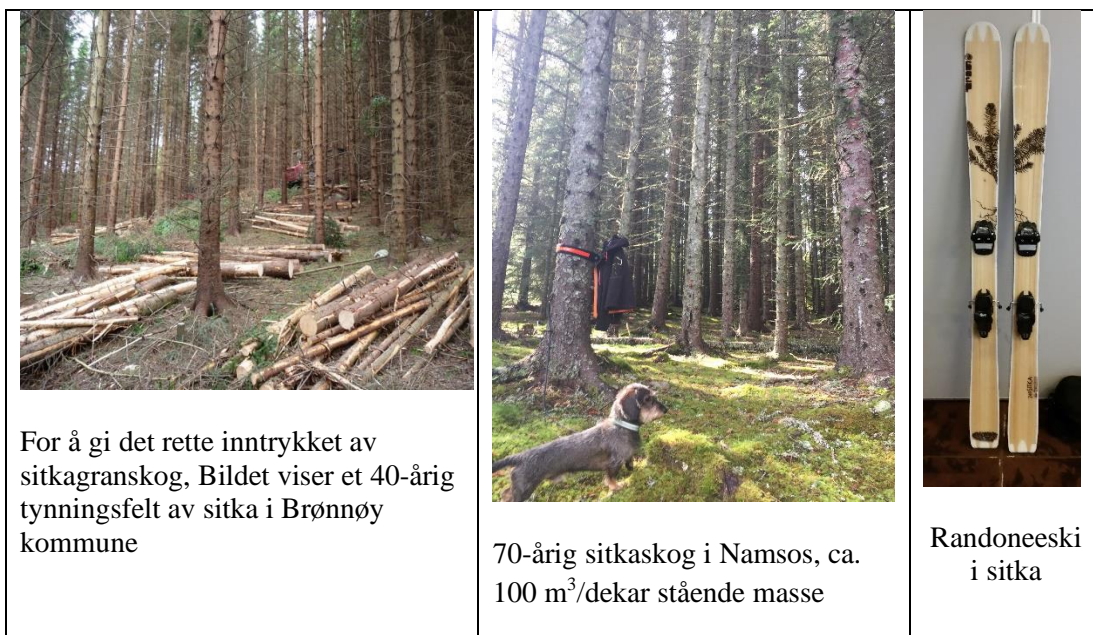 For å gi det rette inntrykket av
sitkagranskog, Bildet viser et 40-årig
tynningsfelt av sitka i Brønnøy
kommune
70-årig sitkaskog i Namsos, ca.
100 m³/dekar stående masse
Randoneeski
i sitka